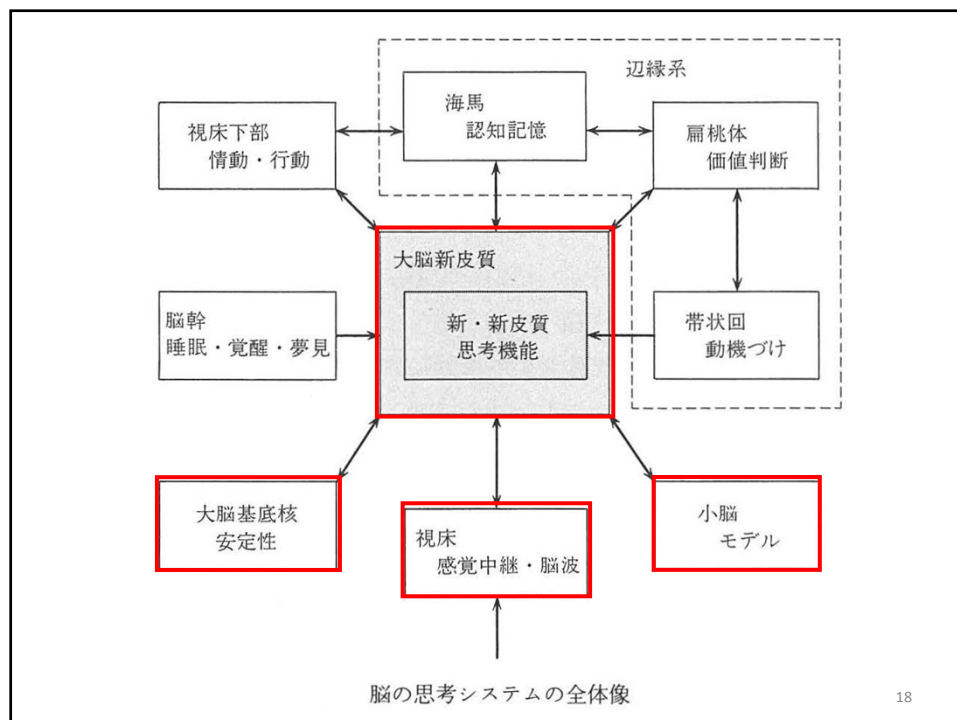 辺縁系
海馬
認知記憶
視床下部
情動・行動
扁桃体
価値判断
大脳新皮質
新・新皮質
思考機能
脳幹
睡眠・覚醒・夢見
帯状回
動機づけ
大脳基底核
安定性
視床
感覚中継・脳波
小脳
モデル
脳の思考システムの全体像
18